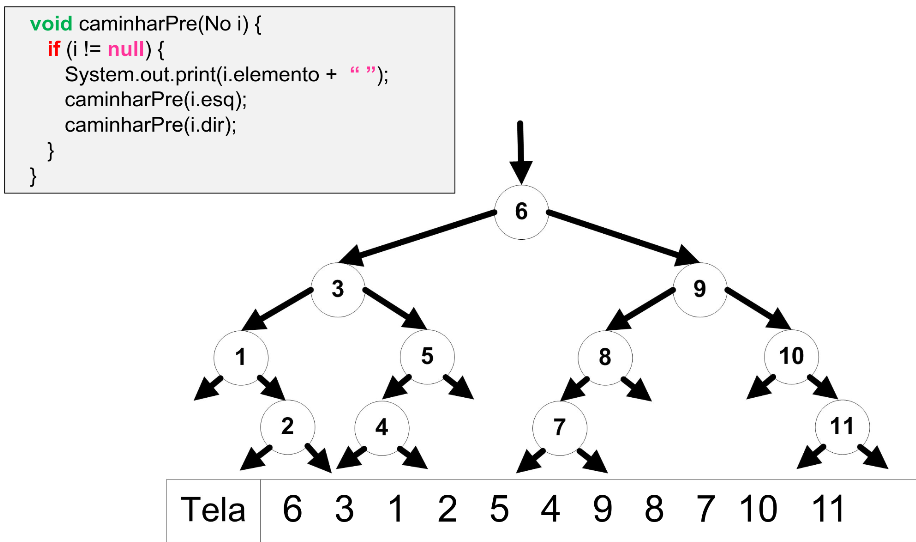 void caminharPre(No i) {
if (i != null) {
System.out.print(i.elemento + “ ”);
caminharPre(i.esq);
caminharPre(i.dir);
}
}
6
3 9
1 5 8 10
2 4 7 11
Tela 6 3 1 2 5 4 9 8 7 10 11